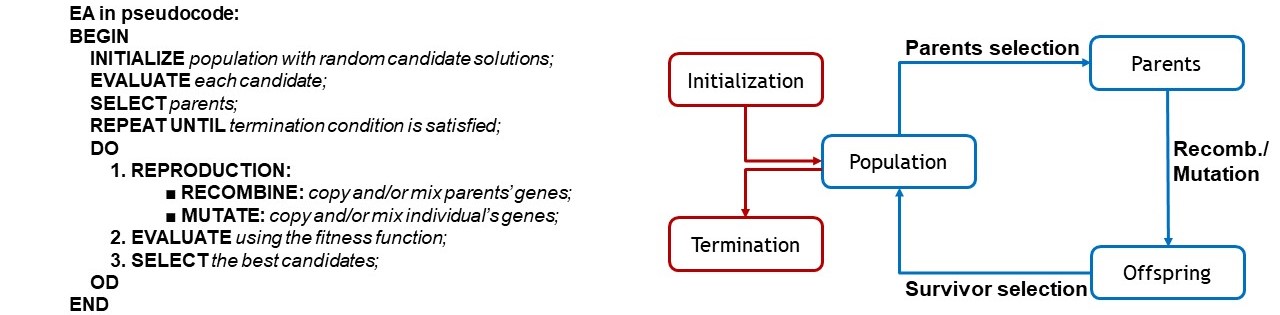 EA in pseudocode:
BEGIN
INITIALIZE population with random candidate solutions;
EVALUATE each candidate;
SELECT parents;
REPEAT UNTIL termination condition is satisfied;
DO
1. REPRODUCTION:
■ RECOMBINE: copy and/or mix parents' genes;
■ MUTATE: copy and/or mix individual's genes;
2. EVALUATE using the fitness function;
3. SELECT the best candidates;
OD
END
Initialization
Population
Termination
Parents selection
Parents
Recomb./
Mutation
Offspring
Survivor selection